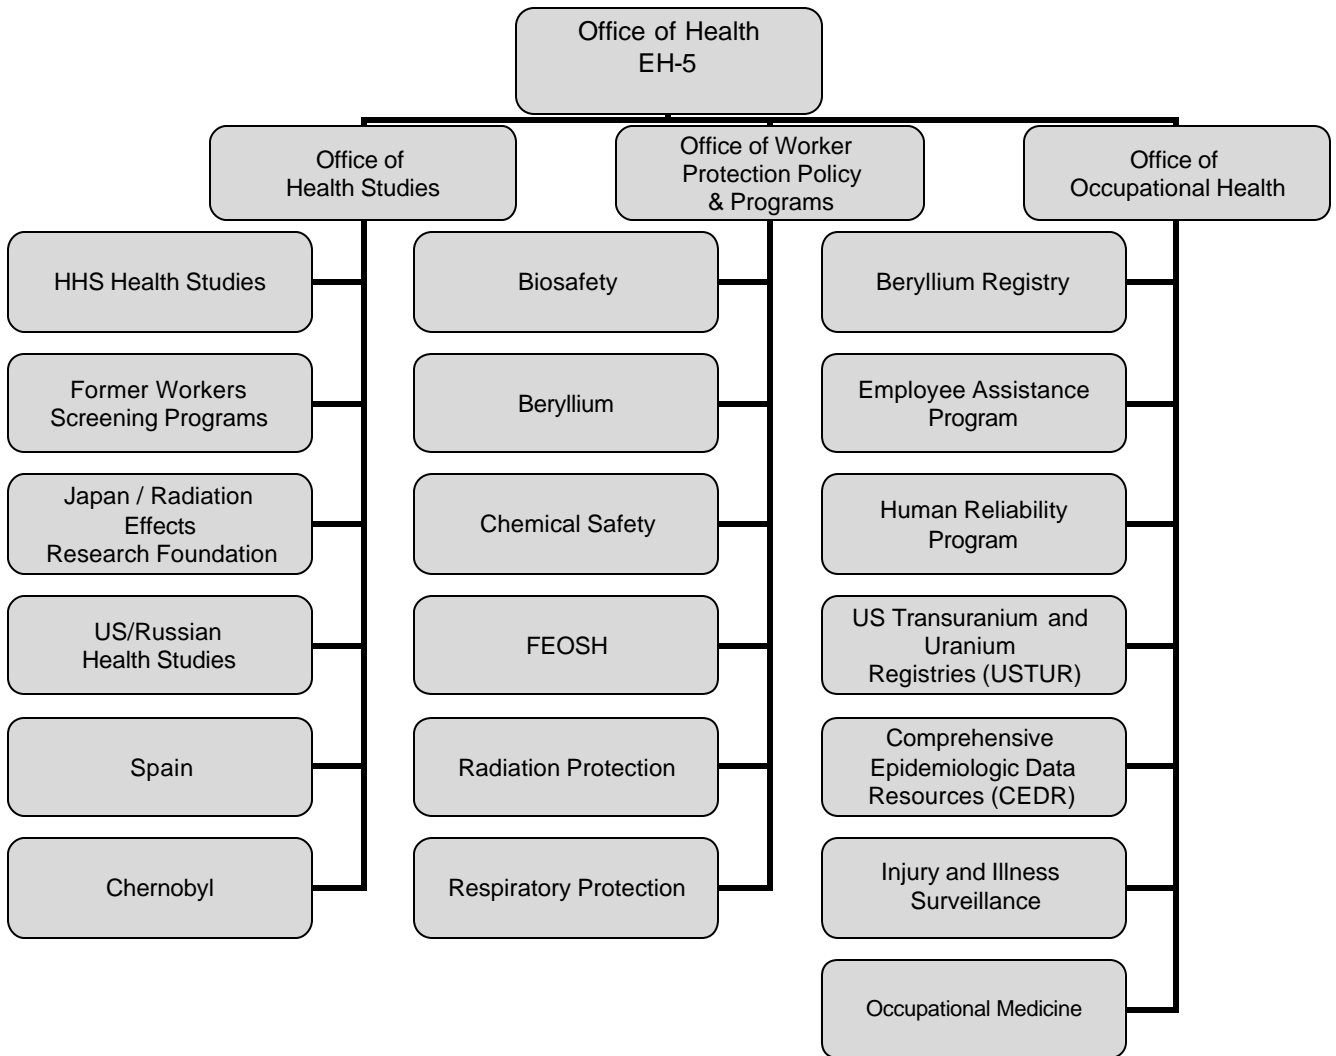 Office of Health
EH-5
Office of
Health Studies
Office of Worker
Protection Policy
& Programs
Office of
Occupational Health
HHS Health Studies
Former Workers
Screening Programs
Japan / Radiation
Effects
Research Foundation
US/Russian
Health Studies
Spain
Chernobyl
Biosafety
Beryllium
Chemical Safety
FEOSH
Radiation Protection
Respiratory Protection
Beryllium Registry
Employee Assistance
Program
Human Reliability
Program
US Transuranium and
Uranium
Registries (USTUR)
Comprehensive
Epidemiologic Data
Resources (CEDR)
Injury and Illness
Surveillance
Occupational Medicine